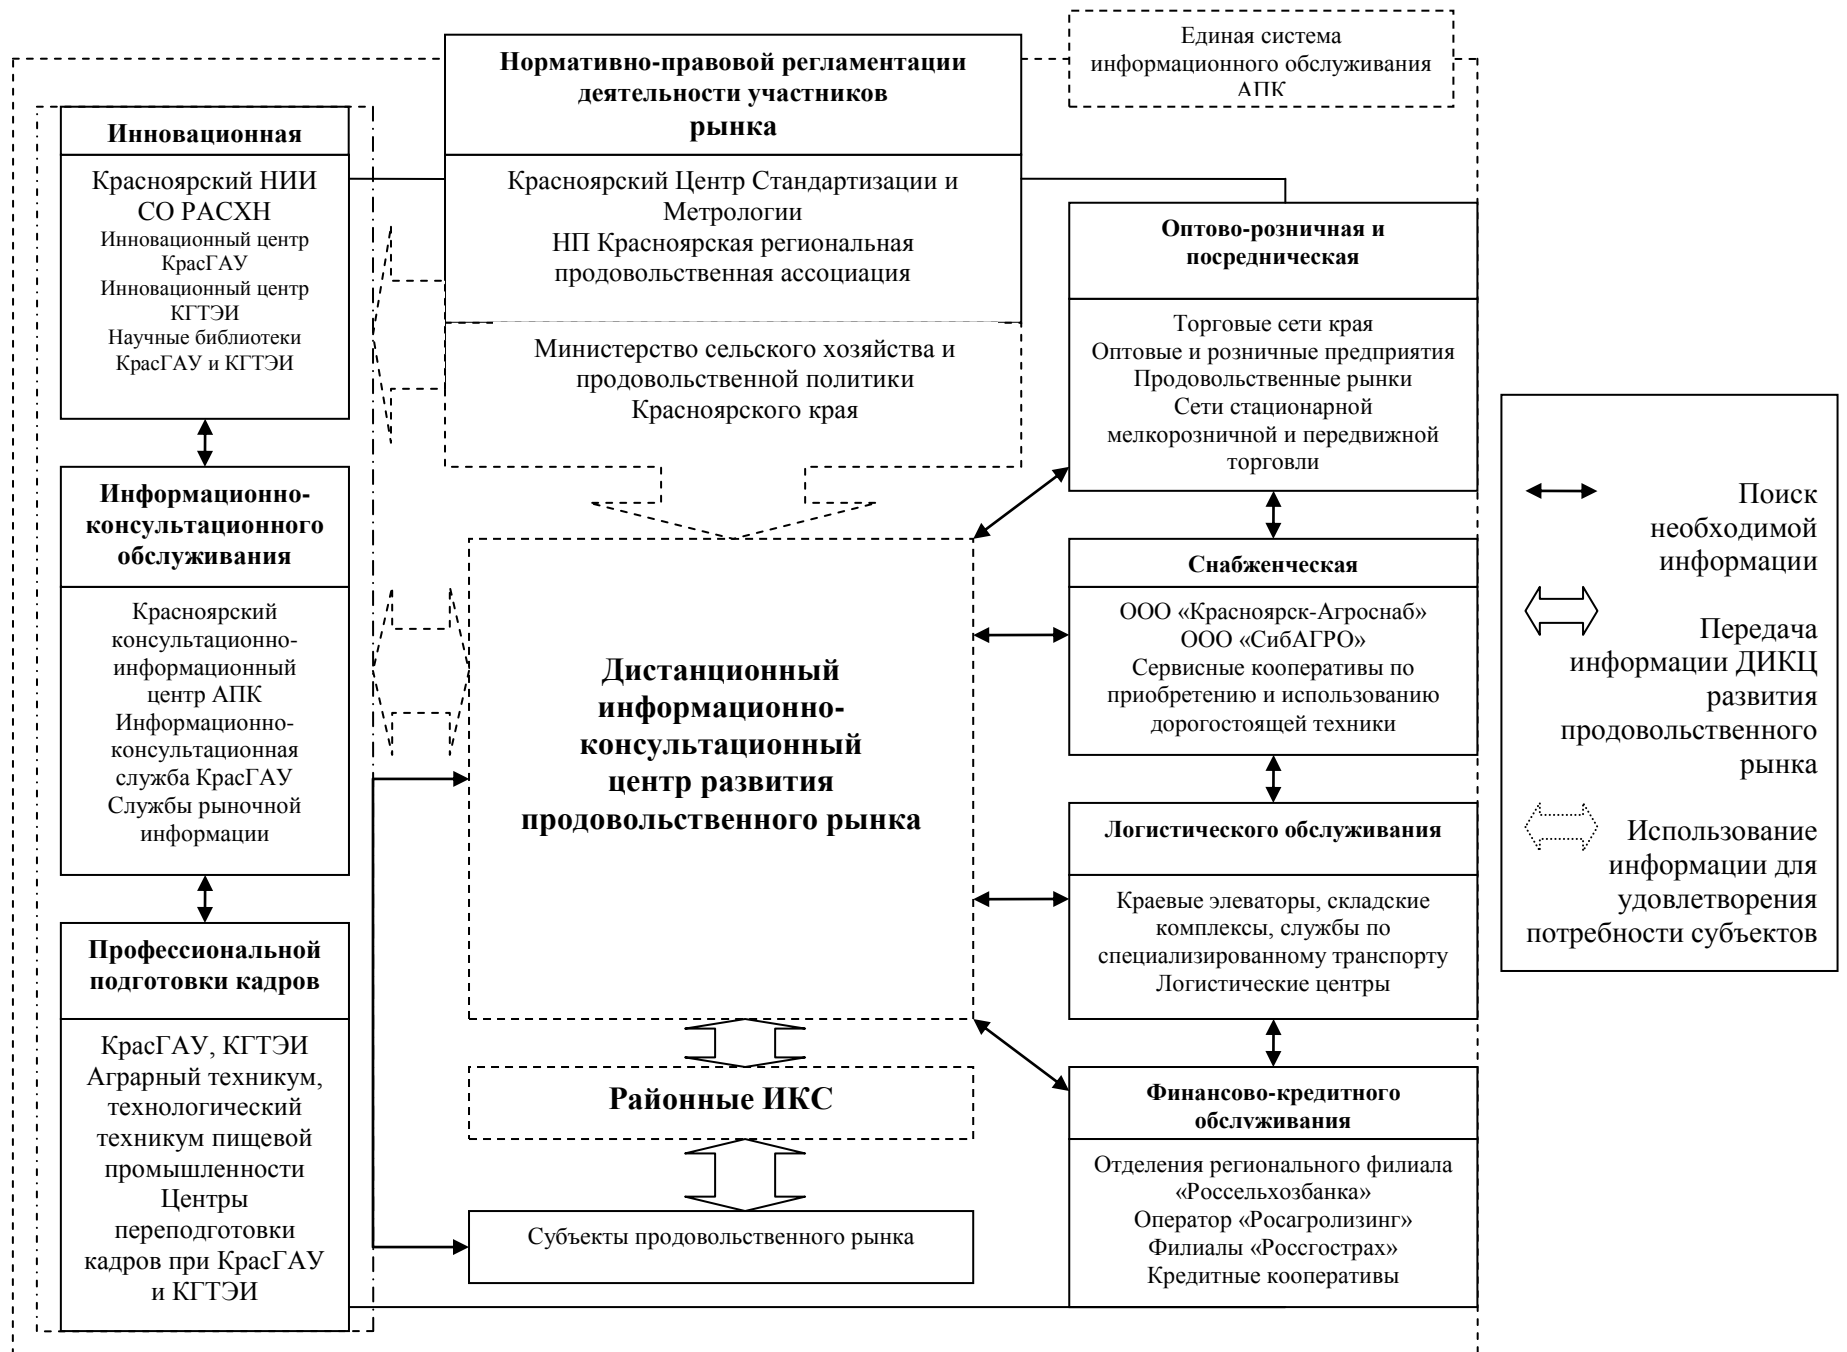 Единая система
информационного обслуживания
АПК
Нормативно-правовой регламентации
деятельности участников
рынка
Красноярский Центр Стандартизации и
Метрологии
НП Красноярская региональная
продовольственная ассоциация
Министерство сельского хозяйства и
продовольственной политики
Красноярского края
Инновационная
Красноярский НИИ
СО РАСХН
Инновационный центр
КрасГАУ
Инновационный центр
КГТЭИ
Научные библиотеки
КрасГАУ и КГТЭИ
Информационно-
консультационного
обслуживания
Красноярский
консультационно-
информационный
центр АПК
Информационно-
консультационная
служба КрасГАУ
Службы рыночной
информации
Профессиональной
подготовки кадров
КрасГАУ, КГТЭИ
Аграрный техникум,
технологический
техникум пищевой
промышленности
Центры
переподготовки
кадров при КрасГАУ
и КГТЭИ
Дистанционный
информационно-
консультационный
центр развития
продовольственного рынка
Районные ИКС
Субъекты продовольственного рынка
Оптово-розничная и
посредническая
Торговые сети края
Оптовые и розничные предприятия
Продовольственные рынки
Сети стационарной
мелкорозничной и передвижной
торговли
Снабженческая
ООО «Красноярск-Агроснаб»
ООО «СибАГРО»
Сервисные кооперативы по
приобретению и использованию
дорогостоящей техники
Логистического обслуживания
Краевые элеваторы, складские
комплексы, службы по
специализированному транспорту
Логистические центры
Финансово-кредитного
обслуживания
Отделения регионального филиала
«Россельхозбанка»
Оператор «Росагролизинг»
Филиалы «Россгострах»
Кредитные кооперативы
Поиск
необходимой
информации
Передача
информации ДИКЦ
развития
продовольственного
рынка
Использование
информации для
удовлетворения
потребности субъектов